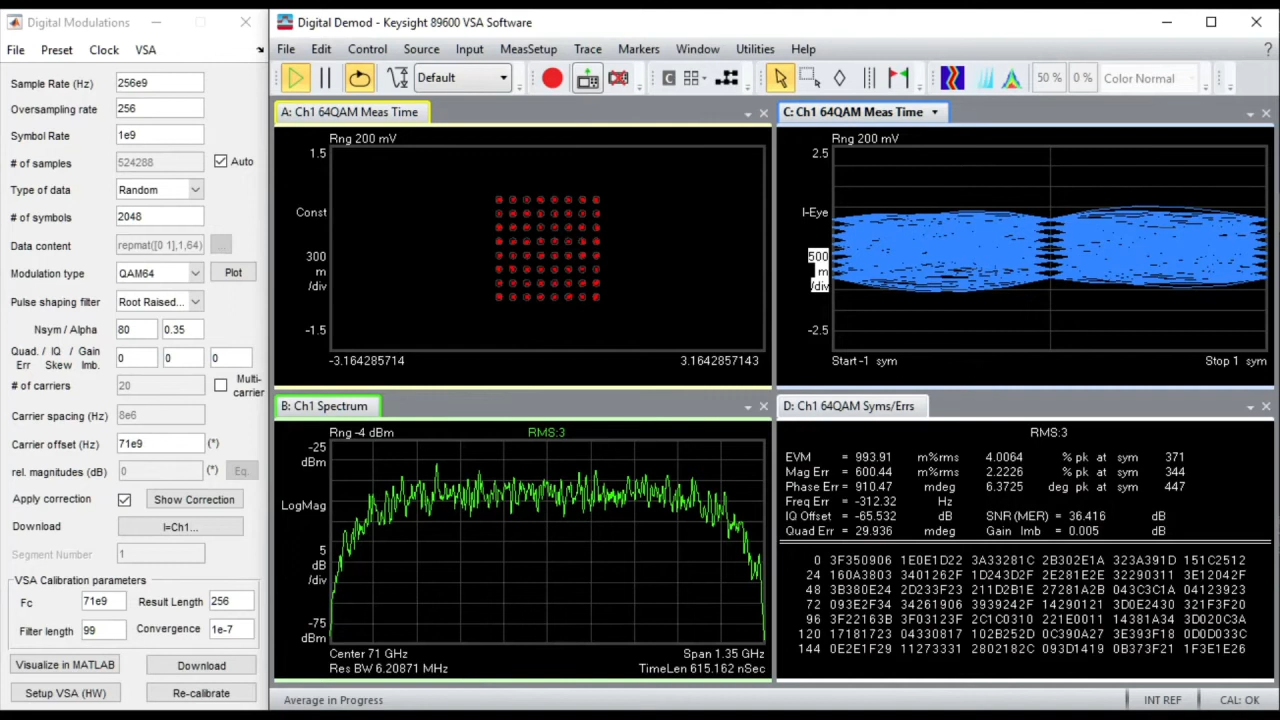 Digital Modulations
File Preset Clock VSA
Sample Rate (Hz) 256e9
Oversampling rate 256
Symbol Rate 1e9
# of samples 524288 Auto
Type of data Random
# of symbols 2048
Data content repmat([0 1],1,64) ...
Modulation type QAM64 Plot
Pulse shaping filter Root Raised...
Nsym / Alpha 80 0.35
Quad. / IQ / Gain
Err Skew Imb. 0 0 0
# of carriers 20 Multi-
carrier
Carrier spacing (Hz) 8e6
Carrier offset (Hz) 71e9 (*)
rel. magnitudes (dB) 0 (*) Eq.
Apply correction Show Correction
Download I=Ch1...
Segment Number 1
VSA Calibration parameters
Fc 71e9 Result Length 256
Filter length 99 Convergence 1e-7
Visualize in MATLAB Download
Setup VSA (HW) Re-calibrate
Digital Demod - Keysight 89600 VSA Software
File Edit Control Source Input MeasSetup Trace Markers Window Utilities Help ?
Default C 50 % 0 % Color Normal
A: Ch1 64QAM Meas Time
Rng 200 mV
1.5
Const
300
m
/div
-1.5
-3.164285714 3.1642857143
C: Ch1 64QAM Meas Time
Rng 200 mV
2.5
I-Eye
500
m
/div
-2.5
Start -1 sym Stop 1 sym
B: Ch1 Spectrum
Rng -4 dBm RMS:3
-25
dBm
LogMag
5
dB
/div
-75
dBm
Center 71 GHz Span 1.35 GHz
Res BW 6.20871 MHz TimeLen 615.162 nSec
D: Ch1 64QAM Syms/Errs
RMS:3
EVM = 993.91 m%rms 4.0064 % pk at sym 371
Mag Err = 600.44 m%rms 2.2226 % pk at sym 344
Phase Err = 910.47 mdeg 6.3725 deg pk at sym 447
Freq Err = -312.32 Hz
IQ Offset = -65.532 dB SNR(MER) = 36.416 dB
Quad Err = 29.936 mdeg Gain Imb = 0.005 dB
0 3F350906 1E0E1D22 3A33281C 2B302E1A 323A391D 151C2512
24 160A3803 3401262F 1D243D2F 2E281E2E 32290311 3E12042F
48 3B380E34 2D233F23 211D2B1E 27281A2B 043C3C1A 04123923
72 093E2F34 34261906 3939242F 14290121 3D0E2430 321F3F20
96 3F22163B 3F03123F 2C1C0310 221E0011 14381A34 3D020C3A
120 17181723 04330817 102B252D 0C390A27 3E393F18 0D0D033C
144 0E2E1F29 11273331 2802182C 093D1419 0B373F21 1F3E1E26
Average in Progress INT REF CAL: OK